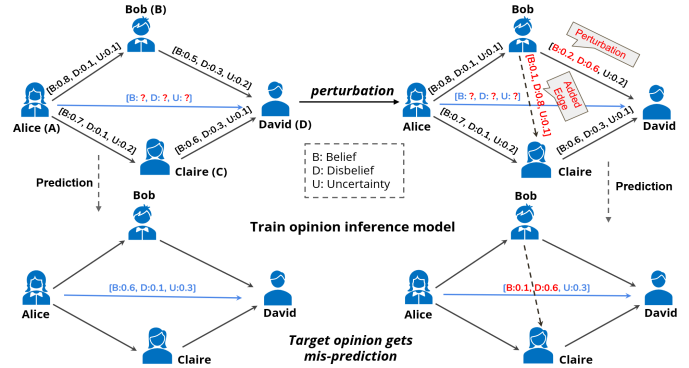 Bob (B)
[B:0.8, D:0.1, U:0.1]
[B:0.5, D:0.3, U:0.2]
[B: ?, D: ?, U: ?]
Alice (A)
David (D)
[B:0.7, D:0.1, U:0.2]
[B:0.6, D:0.3, U:0.1]
Claire (C)
perturbation
Bob
Perturbation
[B:0.8, D:0.1, U:0.1]
[B:0.2, D:0.6, U:0.2]
[B:0.1, D:0.8, U:0.1]
Added
Edge
[B: ?, D: ?, U: ?]
Alice
David
[B:0.7, D:0.1, U:0.2]
[B:0.6, D:0.3, U:0.1]
Claire
B: Belief
D: Disbelief
U: Uncertainty
Prediction
Prediction
Train opinion inference model
Bob
[B:0.6, D:0.1, U:0.3]
Alice
David
Claire
Target opinion gets
mis-prediction
Bob
[B:0.1, D:0.6, U:0.3]
Alice
David
Claire